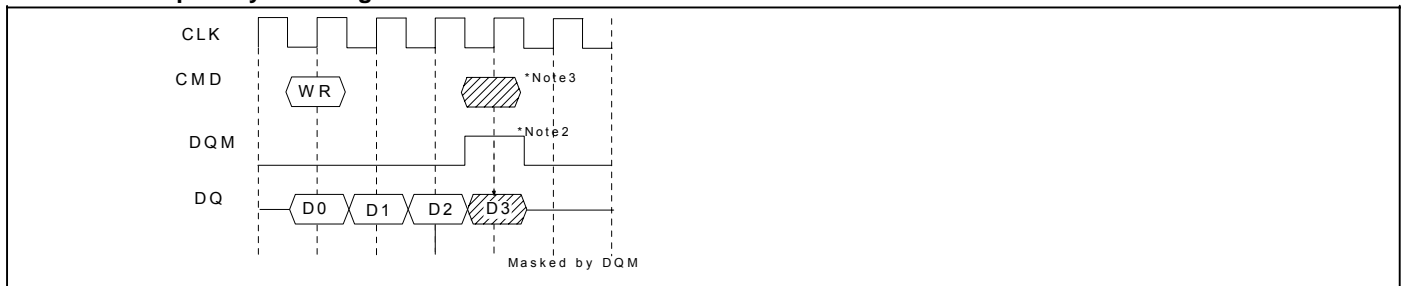 CLK
CMD
WR
*Note3
DQM
*Note2
DQ
D0 D1 D2 D3
Masked by DQM